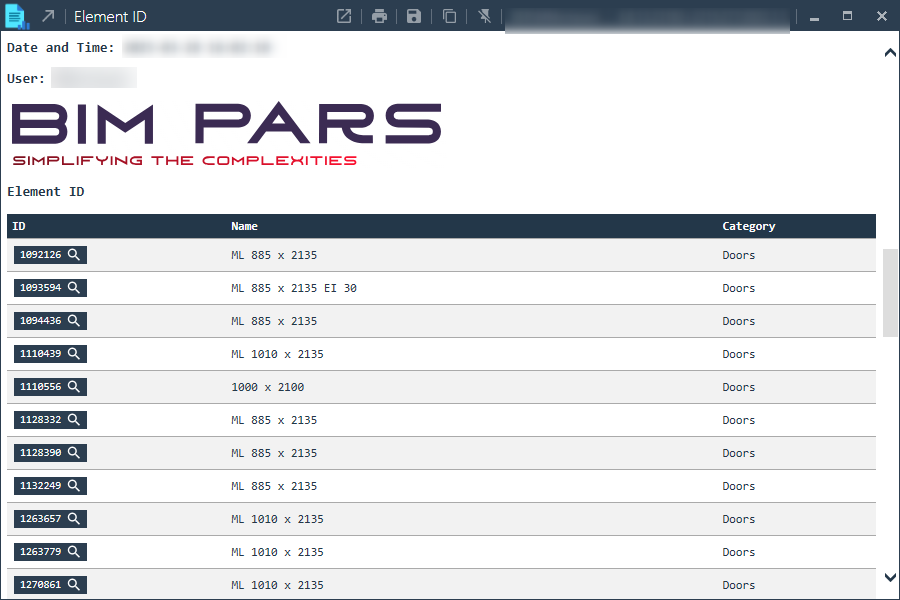 Element ID
Date and Time:
User:
BIM PARS
SIMPLIFYING THE COMPLEXITIES
Element ID
ID Name Category
1092126 ML 885 x 2135 Doors
1093594 ML 885 x 2135 EI 30 Doors
1094436 ML 885 x 2135 Doors
1110439 ML 1010 x 2135 Doors
1110556 1000 x 2100 Doors
1128332 ML 885 x 2135 Doors
1128390 ML 885 x 2135 Doors
1132249 ML 885 x 2135 Doors
1263657 ML 1010 x 2135 Doors
1263779 ML 1010 x 2135 Doors
1270861 ML 1010 x 2135 Doors